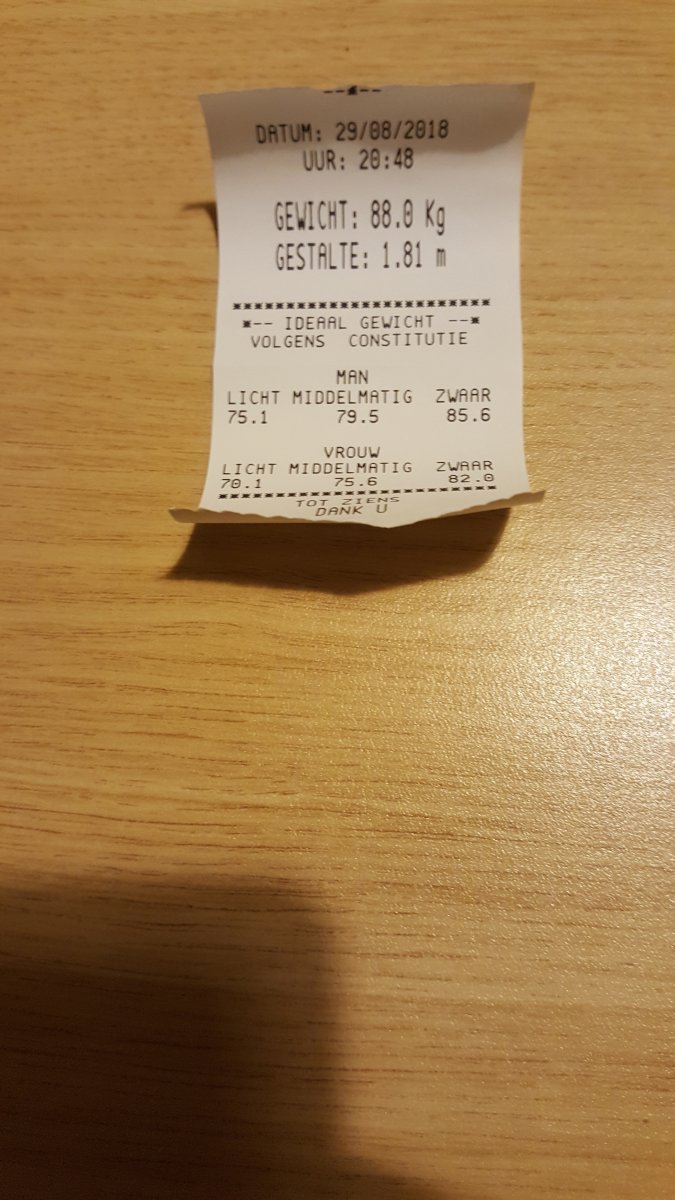 DATUM: 29/08/2018
UUR: 20:48
GEWICHT: 88.0 Kg
GESTALTE: 1.81 m
*-- IDEAAL GEWICHT --*
VOLGENS CONSTITUTIE
MAN
LICHT MIDDELMATIG ZWAAR
75.1 79.5 85.6
VROUW
LICHT MIDDELMATIG ZWAAR
70.1 75.6 82.0
TOT ZIENS
DANK U